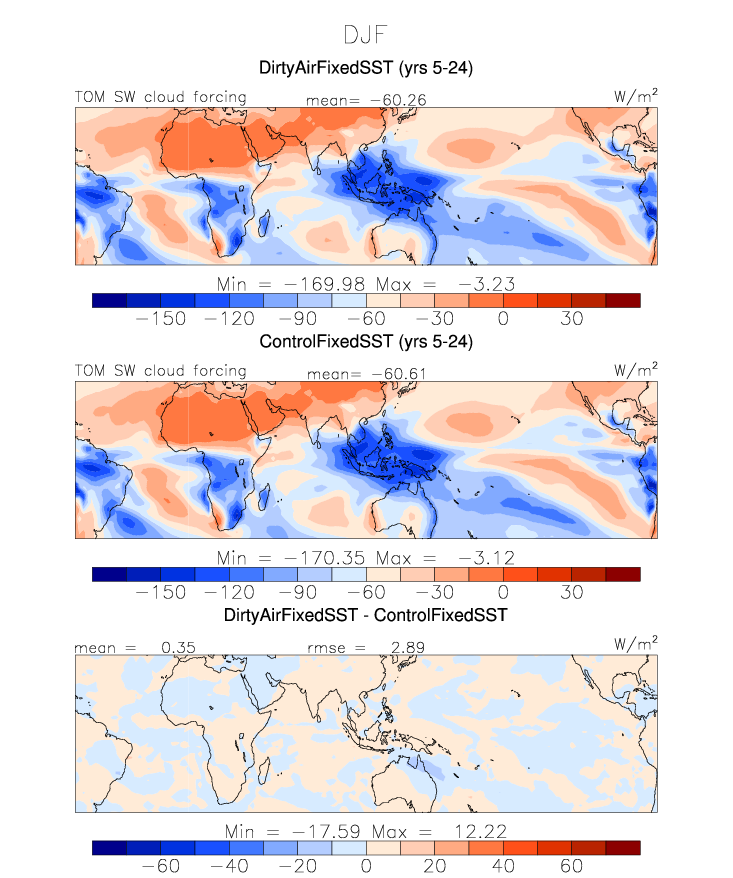 DJF
DirtyAirFixedSST (yrs 5-24)
TOM SW cloud forcing mean= −60.26 W/m²
Min = −169.98 Max = −3.23
−150 −120 −90 −60 −30 0 30
ControlFixedSST (yrs 5-24)
TOM SW cloud forcing mean= −60.61 W/m²
Min = −170.35 Max = −3.12
−150 −120 −90 −60 −30 0 30
DirtyAirFixedSST - ControlFixedSST
mean = 0.35 rmse = 2.89 W/m²
Min = −17.59 Max = 12.22
−60 −40 −20 0 20 40 60